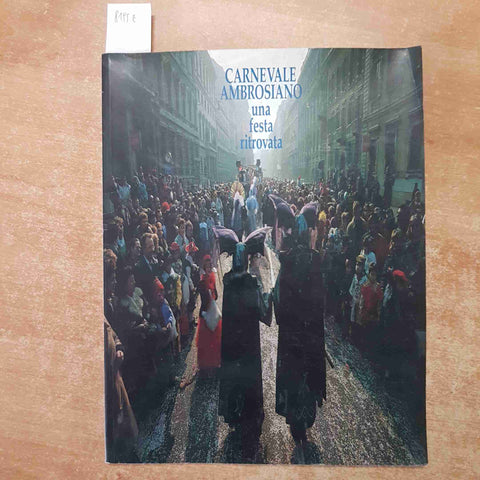 CARNEVALE
AMBROSIANO
una
festa
ritrovata